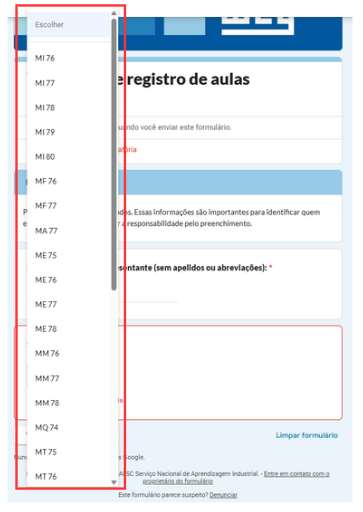 Escolher
MI 76
MI 77
e registro de aulas
MI 78
uando você enviar este formulário.
MI 79
MI 80
MF 76
MF 77
ados. Essas informações são importantes para identificar quem
a responsabilidade pelo preenchimento.
MA 77
ME 75
esentante (sem apelidos ou abreviações): *
ME 76
ME 77
ME 78
MM 76
MM 77
MM 78
MQ 74
Limpar formulário
MT 75
Google.
MT 76
SC Serviço Nacional de Aprendizagem Industrial. - Entre em contato com o
proprietário do formulário
Este formulário parece suspeito? Denunciar